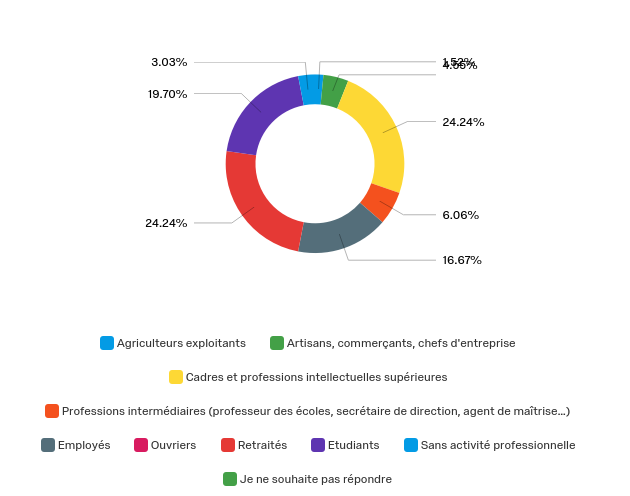 3.03%
1.52%
4.55%
19.70%
24.24%
24.24%
6.06%
16.67%
Agriculteurs exploitants Artisans, commerçants, chefs d'entreprise
Cadres et professions intellectuelles supérieures
Professions intermédiaires (professeur des écoles, secrétaire de direction, agent de maîtrise…)
Employés Ouvriers Retraités Etudiants Sans activité professionnelle
Je ne souhaite pas répondre